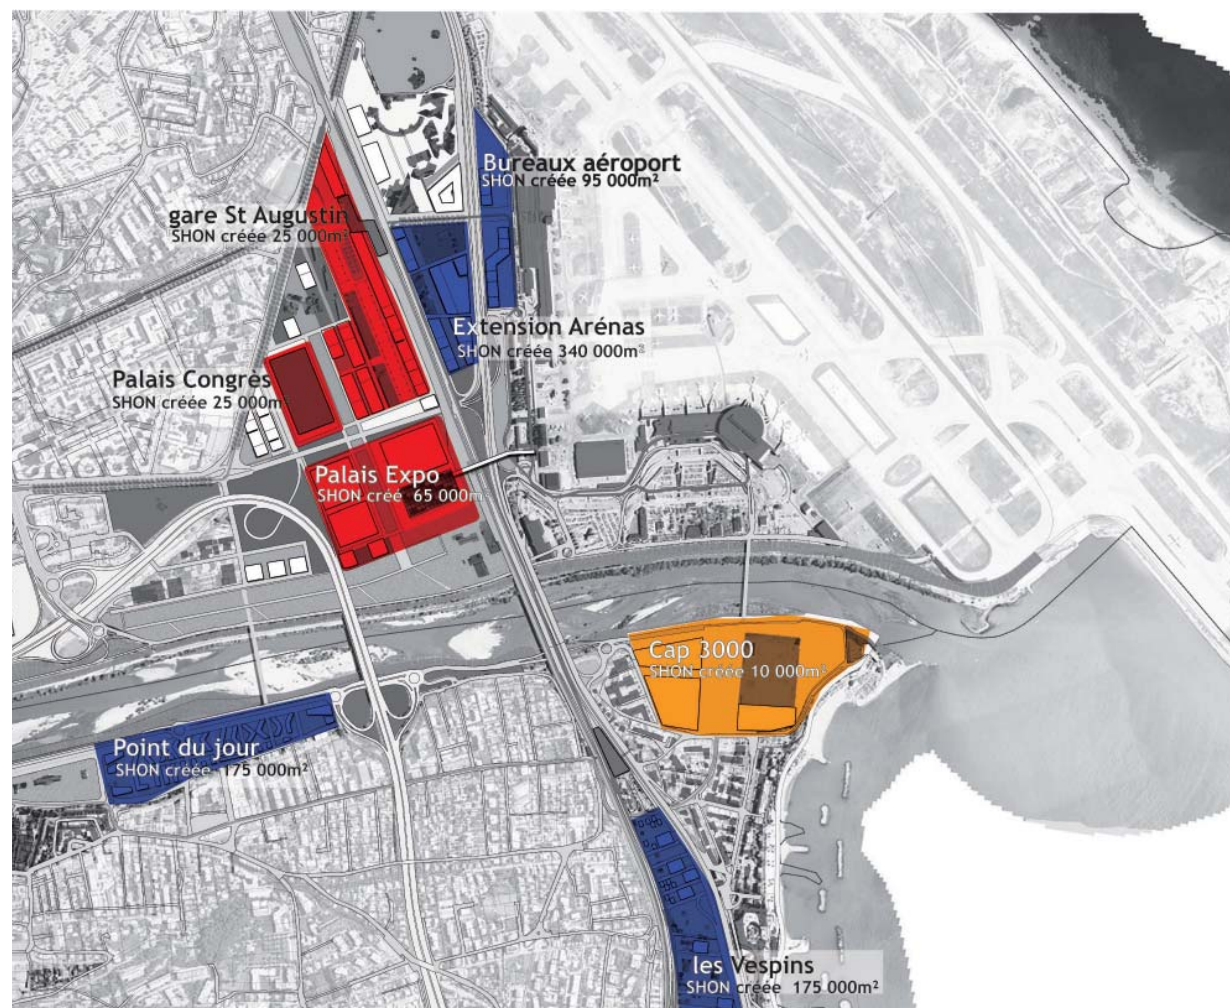 Bureaux aéroport
SHON créée 95 000m²
gare St Augustin
SHON créée 25 000m²
Extension Arénas
SHON créée 340 000m²
Palais Congrès
SHON créée 25 000m
Palais Expo
SHON créé 65 000m
Cap 3000
SHON créée 10 000m²
Point du jour
SHON créée 175 000m²
les Vespins
SHON créée 175 000m²